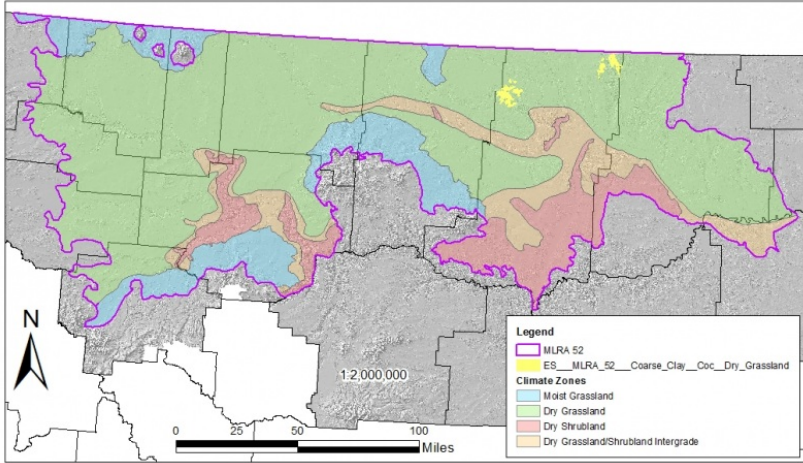 N
1:2,000,000
0 25 50 100
Miles
Legend
MLRA 52
ES___MLRA_52___Coarse_Clay__Coc__Dry_Grassland
Climate Zones
Moist Grassland
Dry Grassland
Dry Shrubland
Dry Grassland/Shrubland Intergrade